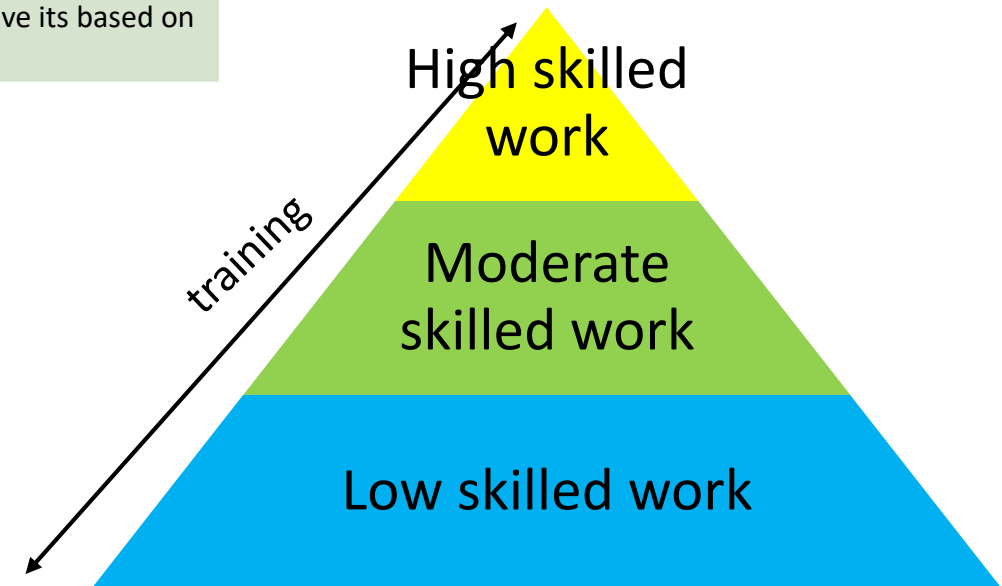 ve its based on
High skilled
work
training
Moderate
skilled work
Low skilled work